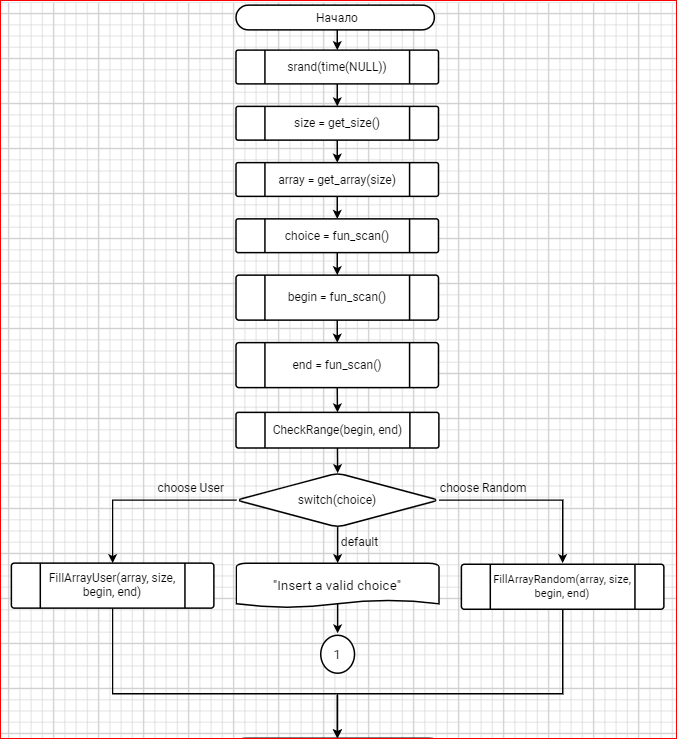 Начало
srand(time(NULL))
size = get_size()
array = get_array(size)
choice = fun_scan()
begin = fun_scan()
end = fun_scan()
CheckRange(begin, end)
choose User
switch(choice)
choose Random
default
FillArrayUser(array, size,
begin, end)
"Insert a valid choice"
FillArrayRandom(array, size,
begin, end)
1